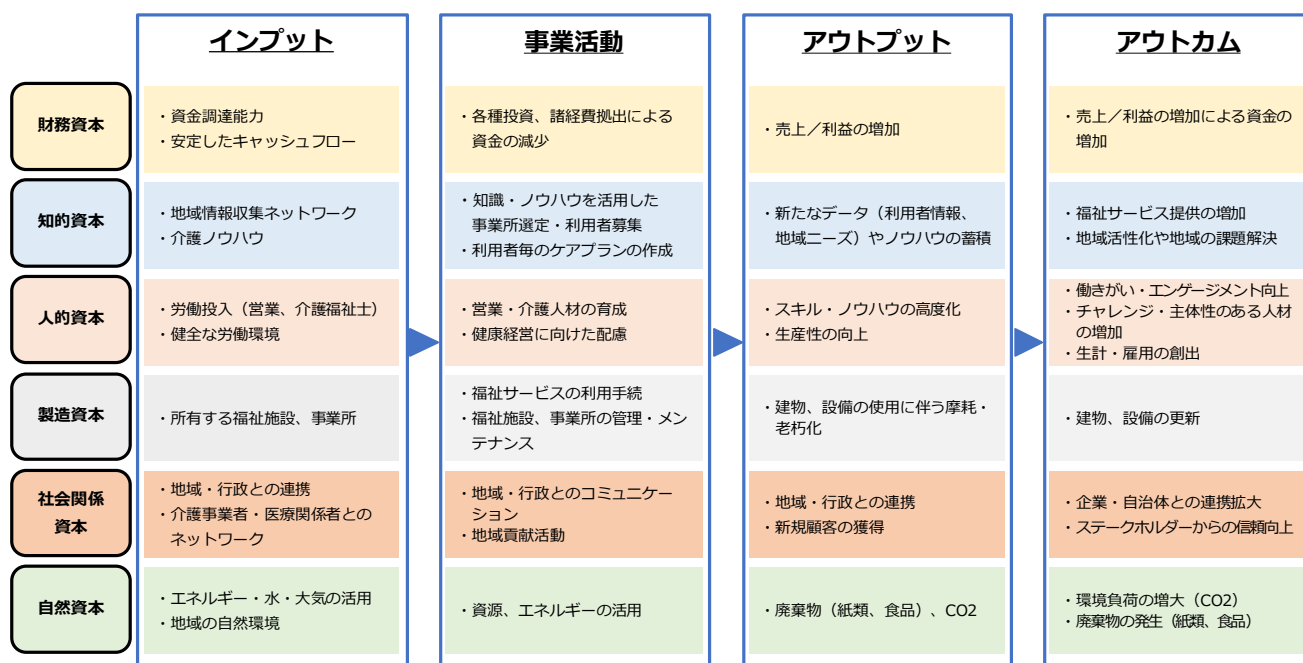 インプット
事業活動
アウトプット
アウトカム
財務資本
・資金調達能力
・安定したキャッシュフロー
・各種投資、諸経費拠出による
資金の減少
・売上／利益の増加
・売上／利益の増加による資金の
増加
知的資本
・地域情報収集ネットワーク
・介護ノウハウ
・知識・ノウハウを活用した
事業所選定・利用者募集
・利用者毎のケアプランの作成
・新たなデータ（利用者情報、
地域ニーズ）やノウハウの蓄積
・福祉サービス提供の増加
・地域活性化や地域の課題解決
人的資本
・労働投入（営業、介護福祉士）
・健全な労働環境
・営業・介護人材の育成
・健康経営に向けた配慮
・スキル・ノウハウの高度化
・生産性の向上
・働きがい・エンゲージメント向上
・チャレンジ・主体性のある人材
の増加
・生計・雇用の創出
製造資本
・所有する福祉施設、事業所
・福祉サービスの利用手続
・福祉施設、事業所の管理・メン
テナンス
・建物、設備の使用に伴う摩耗・
老朽化
・建物、設備の更新
社会関係
資本
・地域・行政との連携
・介護事業者・医療関係者との
ネットワーク
・地域・行政とのコミュニケー
ション
・地域貢献活動
・地域・行政との連携
・新規顧客の獲得
・企業・自治体との連携拡大
・ステークホルダーからの信頼向上
自然資本
・エネルギー・水・大気の活用
・地域の自然環境
・資源、エネルギーの活用
・廃棄物（紙類、食品）、CO2
・環境負荷の増大（CO2）
・廃棄物の発生（紙類、食品）